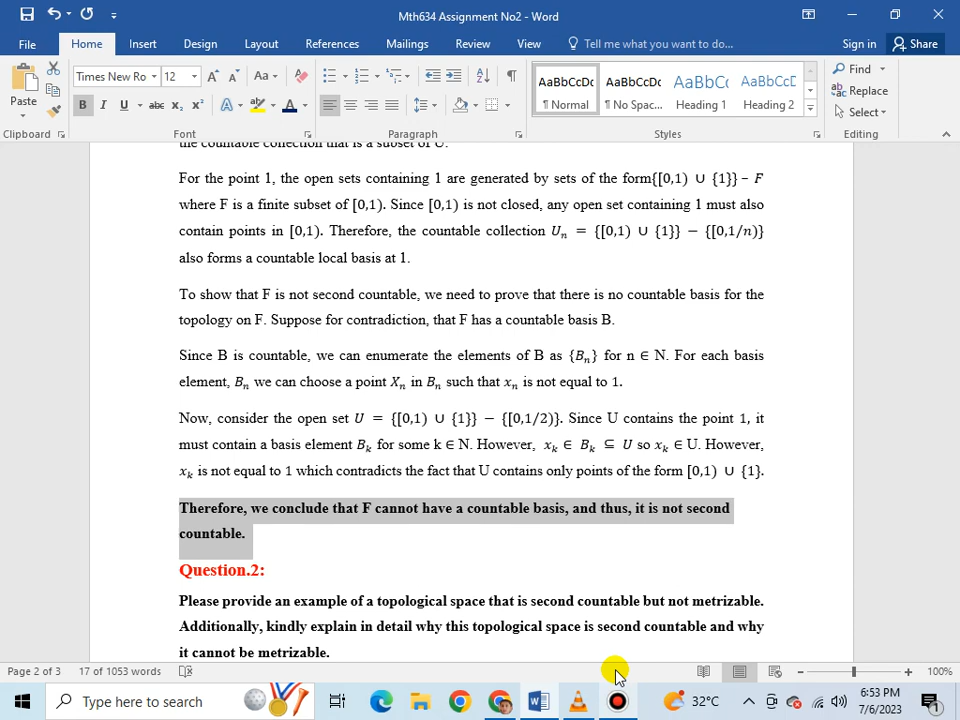 Mth634 Assignment No2 - Word
File Home Insert Design Layout References Mailings Review View Tell me what you want to do... Sign in Share
Paste
Times New Ro 12 Aa
B I U abc x₂ x² A A
AaBbCcDc AaBbCcDc AaBbCc AaBbCcD
¶ Normal ¶ No Spac... Heading 1 Heading 2
Find
Replace
Select
Clipboard Font Paragraph Styles Editing
the countable collection that is a subset of U.
For the point 1, the open sets containing 1 are generated by sets of the form{[0,1) ∪ {1}} − F
where F is a finite subset of [0,1). Since [0,1) is not closed, any open set containing 1 must also
contain points in [0,1). Therefore, the countable collection Uₙ = {[0,1) ∪ {1}} − {[0,1/n)}
also forms a countable local basis at 1.
To show that F is not second countable, we need to prove that there is no countable basis for the
topology on F. Suppose for contradiction, that F has a countable basis B.
Since B is countable, we can enumerate the elements of B as {Bₙ} for n ∈ N. For each basis
element, Bₙ we can choose a point Xₙ in Bₙ such that xₙ is not equal to 1.
Now, consider the open set U = {[0,1) ∪ {1}} − {[0,1/2)}. Since U contains the point 1, it
must contain a basis element Bₖ for some k ∈ N. However, xₖ ∈ Bₖ ⊆ U so xₖ ∈ U. However,
xₖ is not equal to 1 which contradicts the fact that U contains only points of the form [0,1) ∪ {1}.
Therefore, we conclude that F cannot have a countable basis, and thus, it is not second
countable.
Question.2:
Please provide an example of a topological space that is second countable but not metrizable.
Additionally, kindly explain in detail why this topological space is second countable and why
it cannot be metrizable.
Page 2 of 3 17 of 1053 words 100%
Type here to search 32°C 6:53 PM
7/6/2023 1